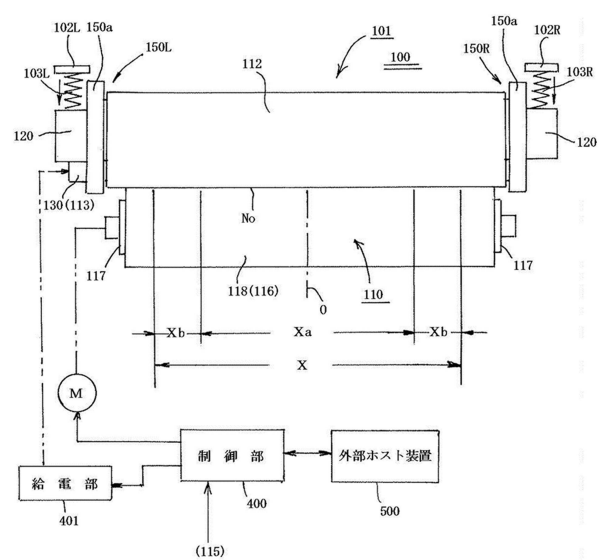 102L
150a
150L
101
100
150R
150a
102R
103L
112
103R
120
120
130(113)
No
117
118(116)
110
117
O
Xb
Xa
Xb
X
M
制御部
外部ホスト装置
給電部
401
400
500
(115)